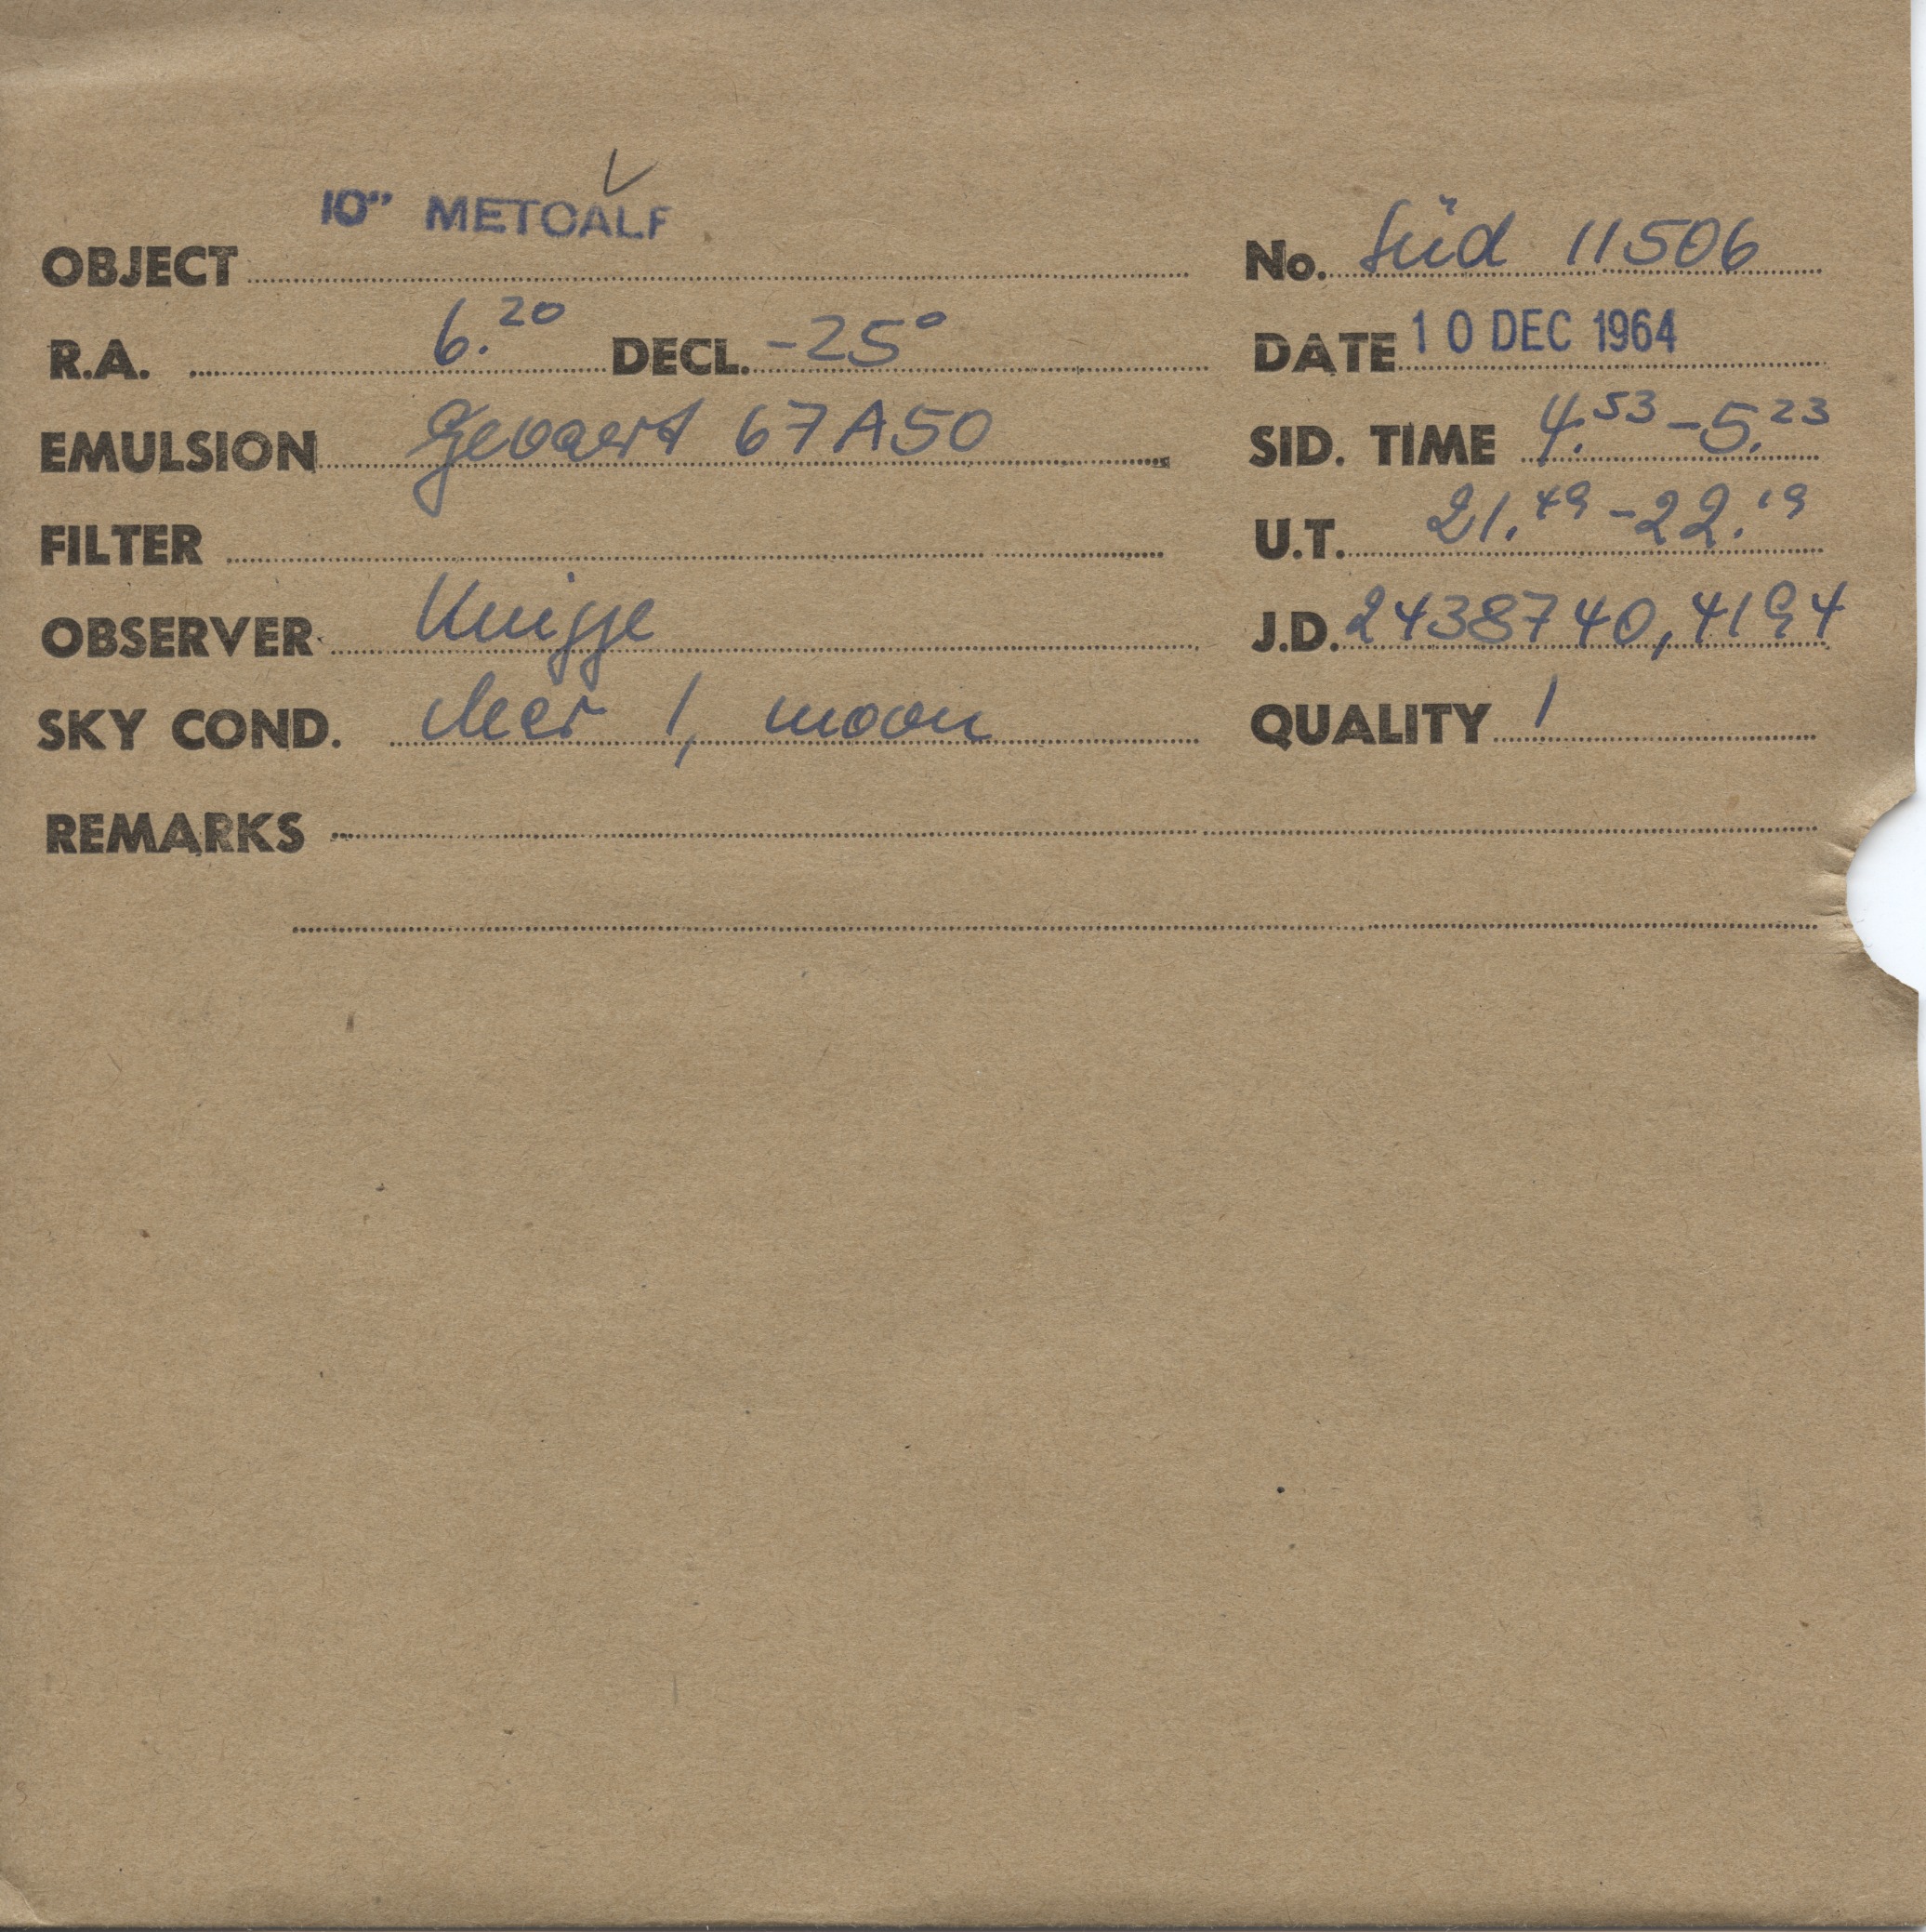 10" METCALF
OBJECT No. Süd 11506
R.A. 6.20 DECL. -25° DATE 10 DEC 1964
EMULSION Gevaert 67A50 SID. TIME 4.53 - 5.23
FILTER U.T. 21.49 - 22.19
OBSERVER Knigge J.D. 2438740,4194
SKY COND. clear 1, moon QUALITY 1
REMARKS